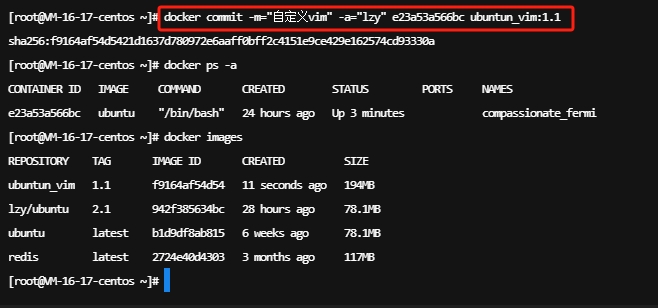 [root@VM-16-17-centos ~]# docker commit -m="自定义vim" -a="lzy" e23a53a566bc ubuntun_vim:1.1
sha256:f9164af54d5421d1637d780972e6aaff0bff2c4151e9ce429e162574cd93330a
[root@VM-16-17-centos ~]# docker ps -a
CONTAINER ID   IMAGE   COMMAND   CREATED   STATUS   PORTS   NAMES
e23a53a566bc   ubuntu   "/bin/bash"   24 hours ago   Up 3 minutes   compassionate_fermi
[root@VM-16-17-centos ~]# docker images
REPOSITORY   TAG   IMAGE ID   CREATED   SIZE
ubuntun_vim   1.1   f9164af54d54   11 seconds ago   194MB
lzy/ubuntu   2.1   942f385634bc   28 hours ago   78.1MB
ubuntu   latest   b1d9df8ab815   6 weeks ago   78.1MB
redis   latest   2724e40d4303   3 months ago   117MB
[root@VM-16-17-centos ~]#